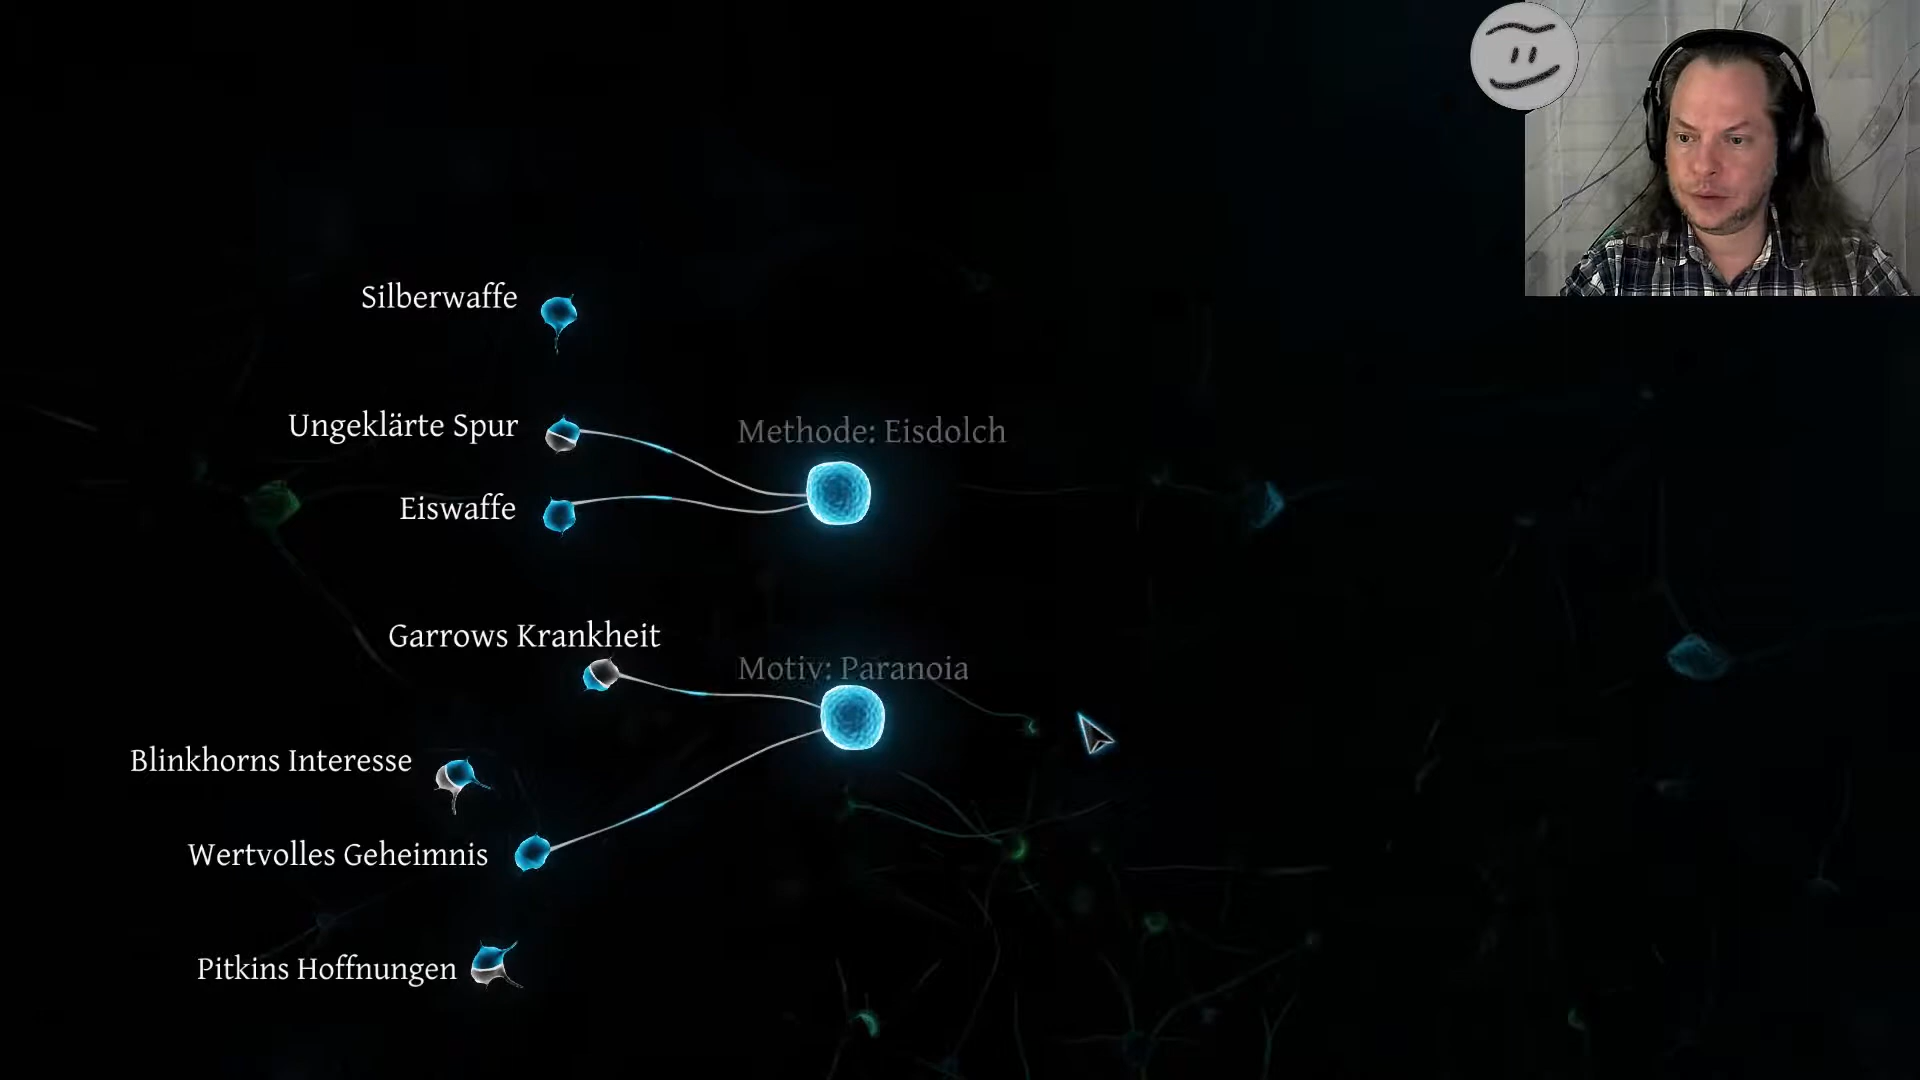 Silberwaffe
Ungeklärte Spur
Methode: Eisdolch
Eiswaffe
Garrows Krankheit
Motiv: Paranoia
Blinkhorns Interesse
Wertvolles Geheimnis
Pitkins Hoffnungen